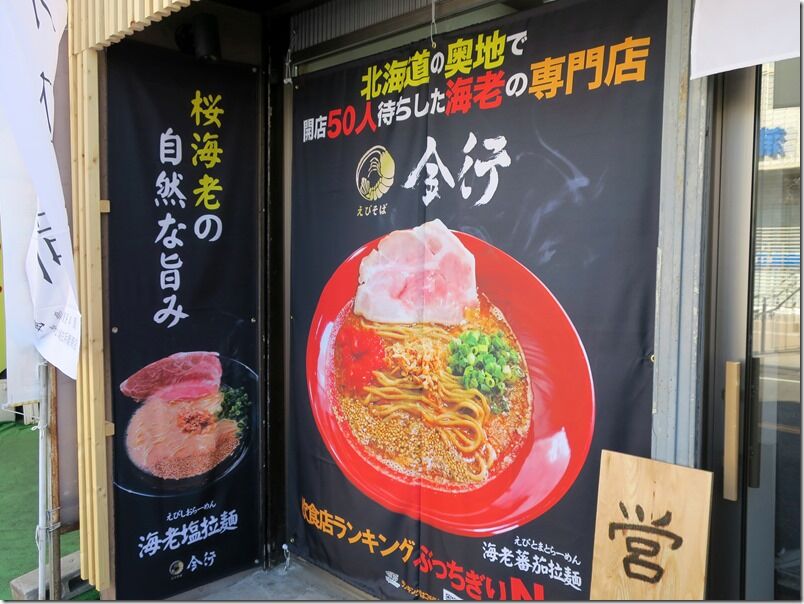 桜海老の
自然な旨み
えびしおらーめん
海老塩拉麺
金行
北海道の奥地で
開店50人待ちした海老の専門店
えびそば
金行
飲食店ランキングぶっちぎりN
えびとまとらーめん
海老蕃茄拉麺
営